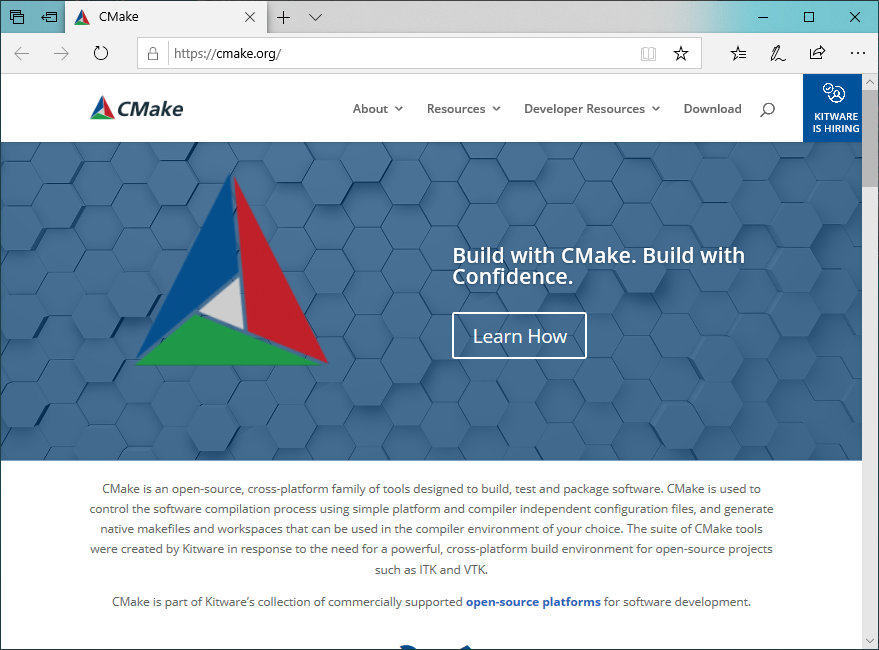 CMake
https://cmake.org/
CMake
About
Resources
Developer Resources
Download
KITWARE
IS HIRING
Build with CMake. Build with
Confidence.
Learn How
CMake is an open-source, cross-platform family of tools designed to build, test and package software. CMake is used to
control the software compilation process using simple platform and compiler independent configuration files, and generate
native makefiles and workspaces that can be used in the compiler environment of your choice. The suite of CMake tools
were created by Kitware in response to the need for a powerful, cross-platform build environment for open-source projects
such as ITK and VTK.
CMake is part of Kitware’s collection of commercially supported open-source platforms for software development.